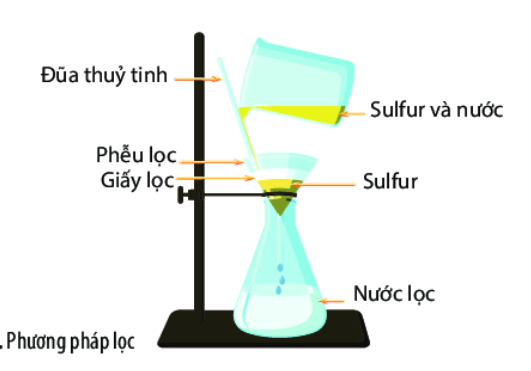 Đũa thuỷ tinh
Sulfur và nước
Phễu lọc
Giấy lọc
Sulfur
Nước lọc
. Phương pháp lọc